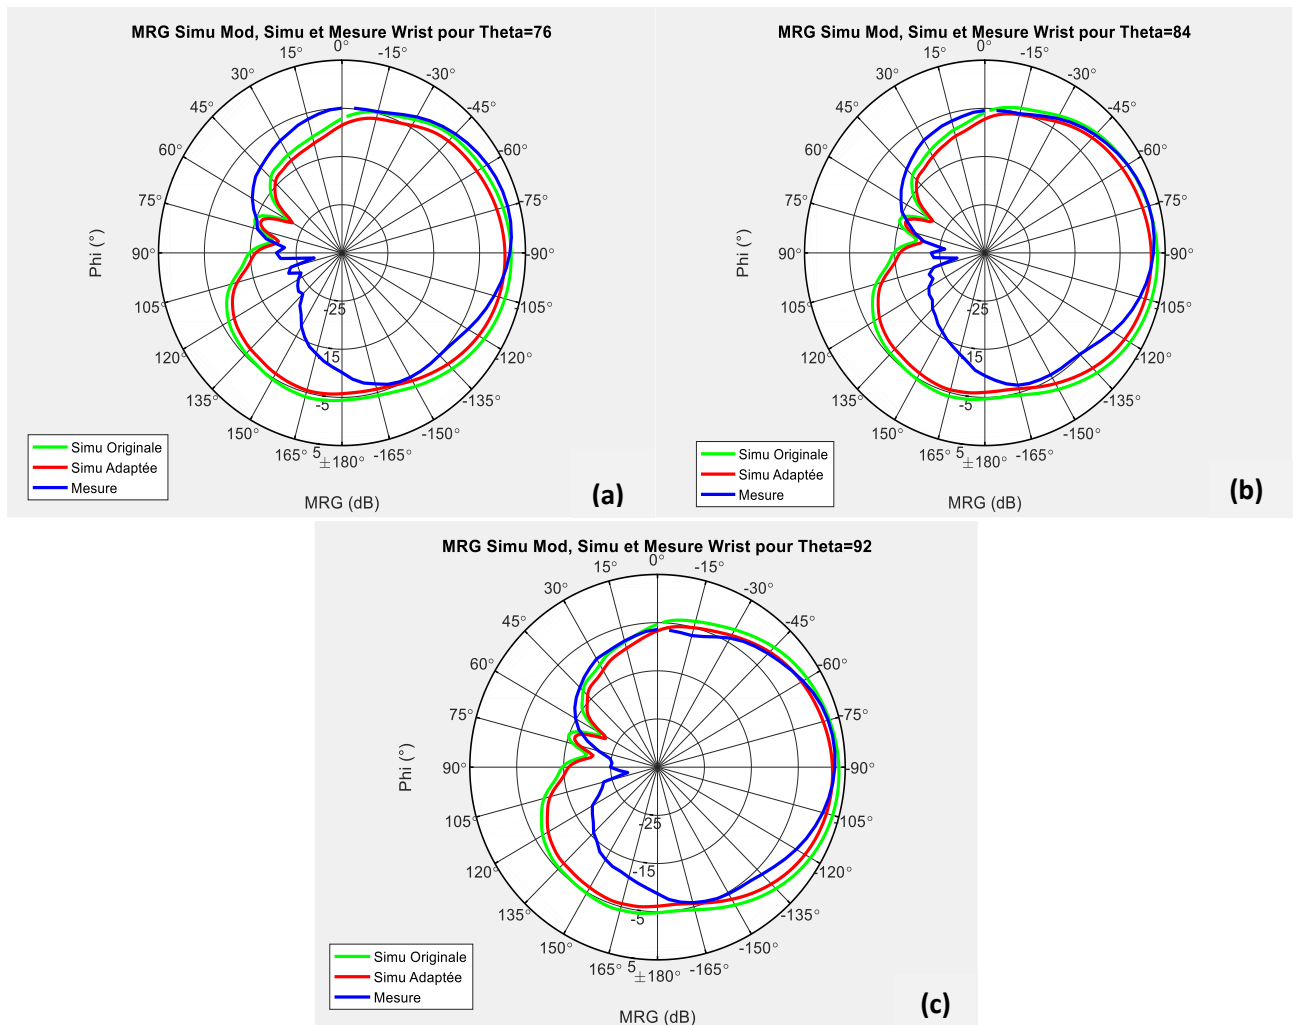 MRG Simu Mod, Simu et Mesure Wrist pour Theta=76
0°
15° -15°
30° -30°
45° -45°
60° -60°
75° -75°
90° -90°
105° -105°
120° -120°
135° -135°
150° -150°
165° 5 ±180° -165°
-25
15
-5
Phi (°)
MRG (dB)
Simu Originale
Simu Adaptée
Mesure
(a)
MRG Simu Mod, Simu et Mesure Wrist pour Theta=84
0°
15° -15°
30° -30°
45° -45°
60° -60°
75° -75°
90° -90°
105° -105°
120° -120°
135° -135°
150° -150°
165° 5 ±180° -165°
-25
15
-5
Phi (°)
MRG (dB)
Simu Originale
Simu Adaptée
Mesure
(b)
MRG Simu Mod, Simu et Mesure Wrist pour Theta=92
0°
15° -15°
30° -30°
45° -45°
60° -60°
75° -75°
90° -90°
105° -105°
120° -120°
135° -135°
150° -150°
165° 5 ±180° -165°
-25
-15
-5
Phi (°)
MRG (dB)
Simu Originale
Simu Adaptée
Mesure
(c)